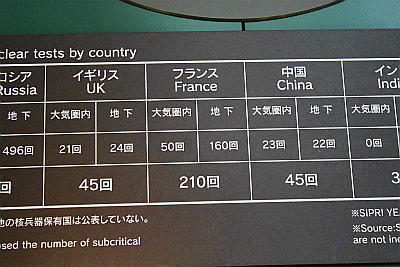 clear tests by country
ロシア イギリス フランス 中国 イン
Russia UK France China Indi
地下 大気圏内 地下 大気圏内 地下 大気圏内 地下 大気圏内
496回 21回 24回 50回 160回 23回 22回 0回
回 45回 210回 45回 3
他の核兵器保有国は公表していない。
※SIPRI YEA
sed the number of subcritical
※Source:S
are not inc